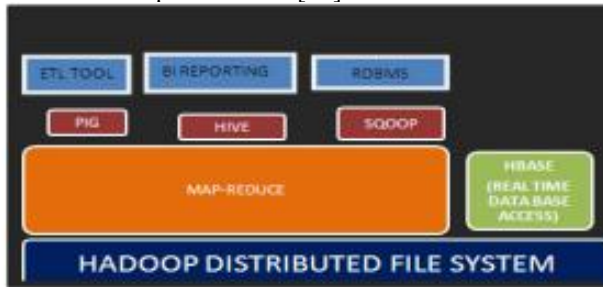 ETL TOOL
BI REPORTING
RDBMS
PIG
HIVE
SQOOP
MAP-REDUCE
HBASE
(REAL TIME
DATA BASE
ACCESS)
HADOOP DISTRIBUTED FILE SYSTEM